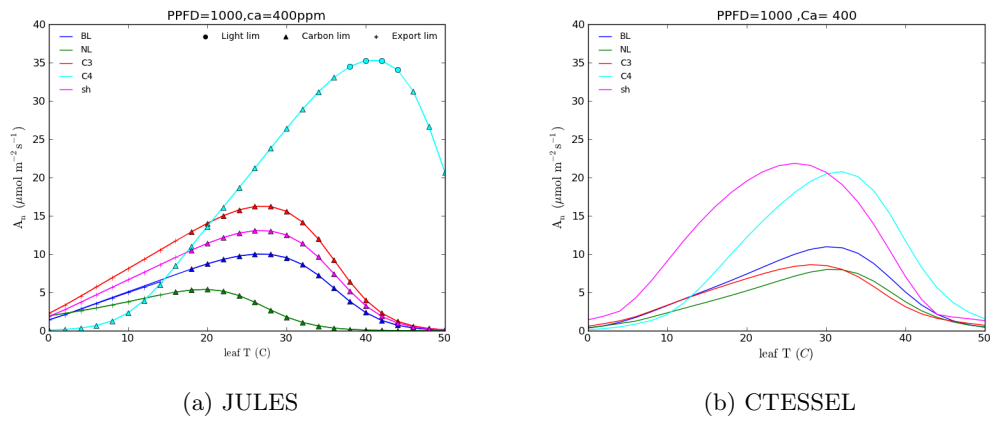 PPFD=1000,ca=400ppm
BL
NL
C3
C4
sh
Light lim
Carbon lim
Export lim
40
35
30
25
20
15
10
5
0
A_n (μmol m⁻² s⁻¹)
0 10 20 30 40 50
leaf T (C)
(a) JULES
PPFD=1000 ,Ca= 400
BL
NL
C3
C4
sh
40
35
30
25
20
15
10
5
0
A_n (μmol m⁻² s⁻¹)
0 10 20 30 40 50
leaf T (C)
(b) CTESSEL